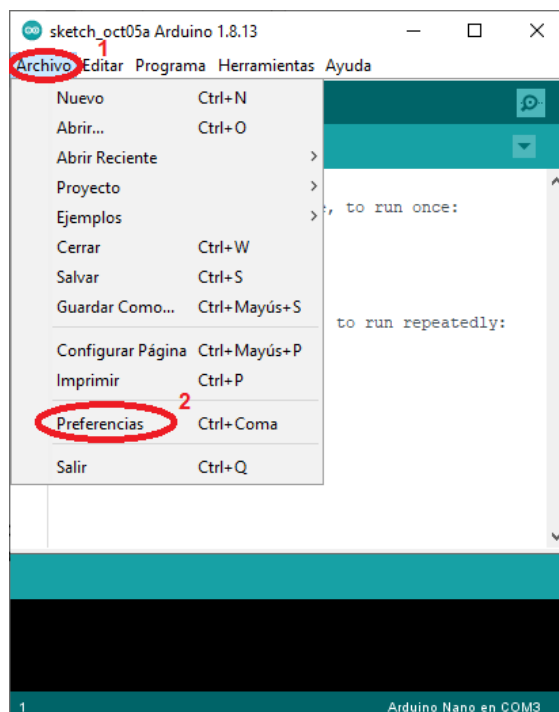 sketch_oct05a Arduino 1.8.13
1
Archivo Editar Programa Herramientas Ayuda
Nuevo Ctrl+N
Abrir... Ctrl+O
Abrir Reciente
Proyecto
Ejemplos
, to run once:
Cerrar Ctrl+W
Salvar Ctrl+S
Guardar Como... Ctrl+Mayús+S
to run repeatedly:
Configurar Página Ctrl+Mayús+P
Imprimir Ctrl+P
2
Preferencias Ctrl+Coma
Salir Ctrl+Q
1 Arduino Nano en COM3